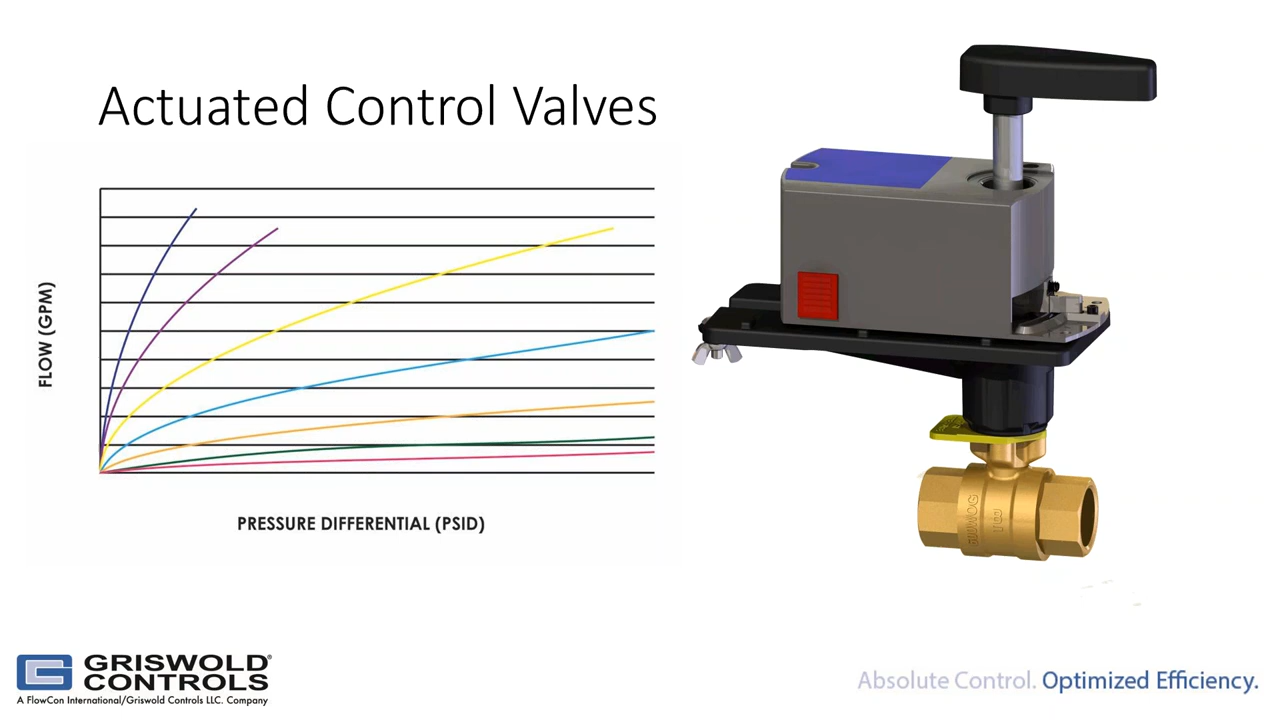 Actuated Control Valves
FLOW (GPM)
PRESSURE DIFFERENTIAL (PSID)
GRISWOLD®
CONTROLS
A FlowCon International/Griswold Controls LLC. Company
Absolute Control. Optimized Efficiency.